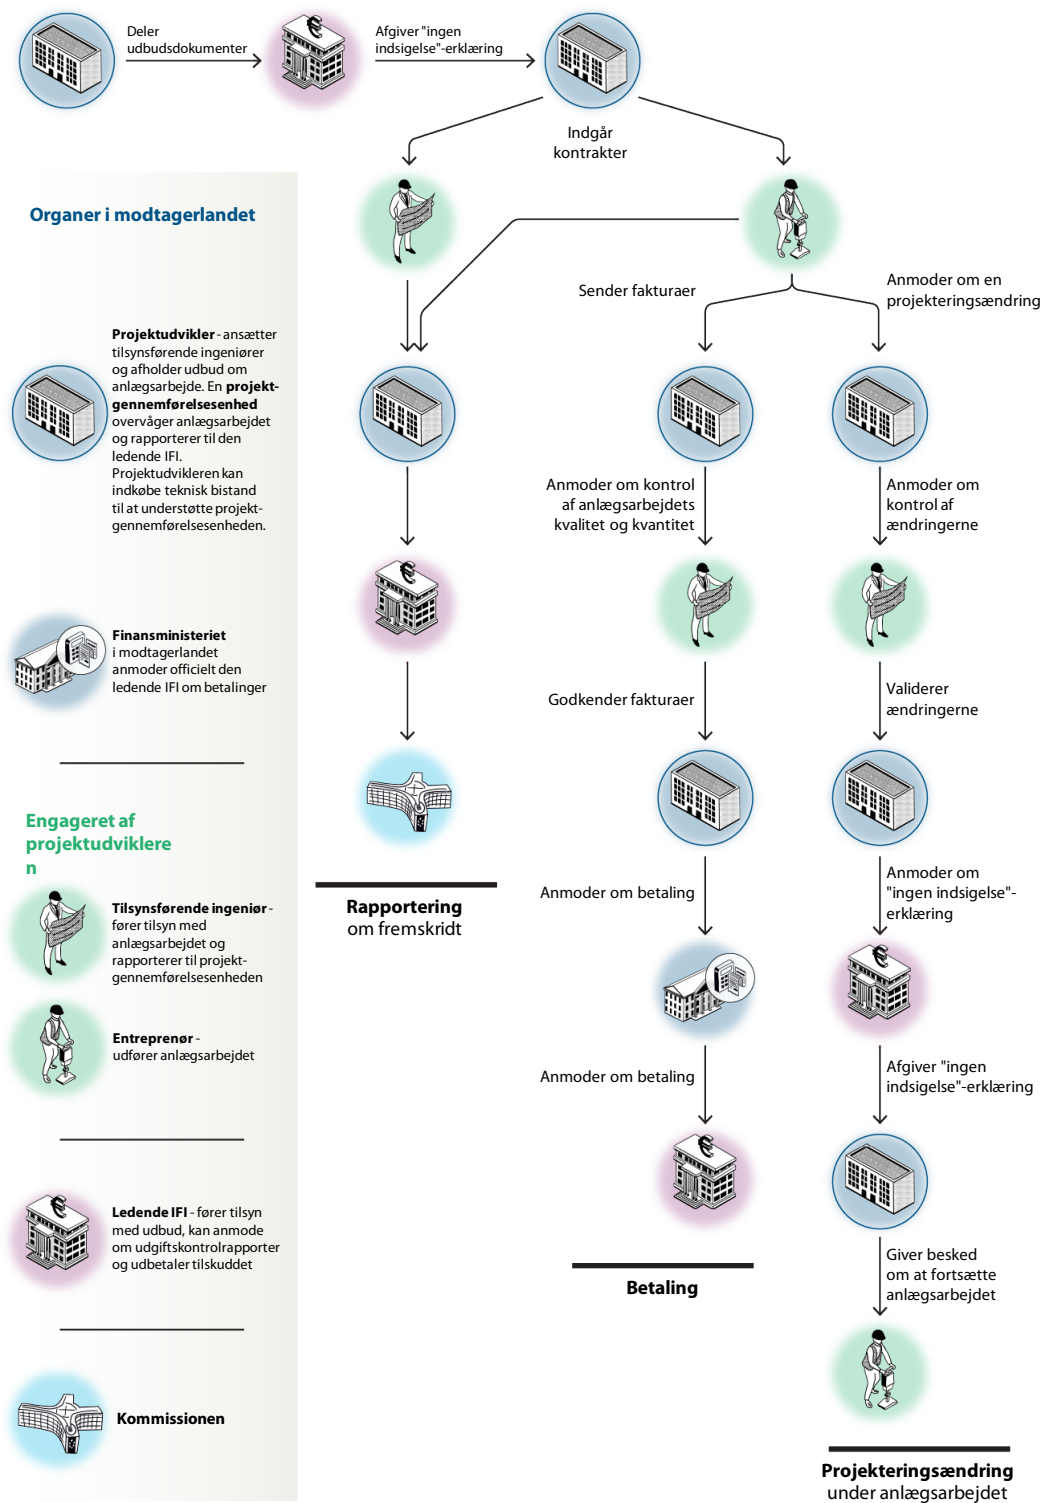 Deler
udbudsdokumenter
Afgiver "ingen
indsigelse"-erklæring
Indgår
kontrakter
Organer i modtagerlandet
Projektudvikler - ansætter
tilsynsførende ingeniører
og afholder udbud om
anlægsarbejde. En projekt-
gennemførelsesenhed
overvåger anlægsarbejdet
og rapporterer til den
ledende IFI.
Projektudvikleren kan
indkøbe teknisk bistand
til at understøtte projekt-
gennemførelsesenheden.
Finansministeriet
i modtagerlandet
anmoder officielt den
ledende IFI om betalinger
Engageret af
projektudviklere
n
Tilsynsførende ingeniør -
fører tilsyn med
anlægsarbejdet og
rapporterer til projekt-
gennemførelsesenheden
Entreprenør -
udfører anlægsarbejdet
Ledende IFI - fører tilsyn
med udbud, kan anmode
om udgiftskontrolrapporter
og udbetaler tilskuddet
Kommissionen
Rapportering
om fremskridt
Sender fakturaer
Anmoder om kontrol
af anlægsarbejdets
kvalitet og kvantitet
Godkender fakturaer
Anmoder om betaling
Anmoder om betaling
Betaling
Anmoder om en
projekteringsændring
Anmoder om
kontrol af
ændringerne
Validerer
ændringerne
Anmoder om
"ingen indsigelse"-
erklæring
Afgiver "ingen
indsigelse"-erklæring
Giver besked
om at fortsætte
anlægsarbejdet
Projekteringsændring
under anlægsarbejdet